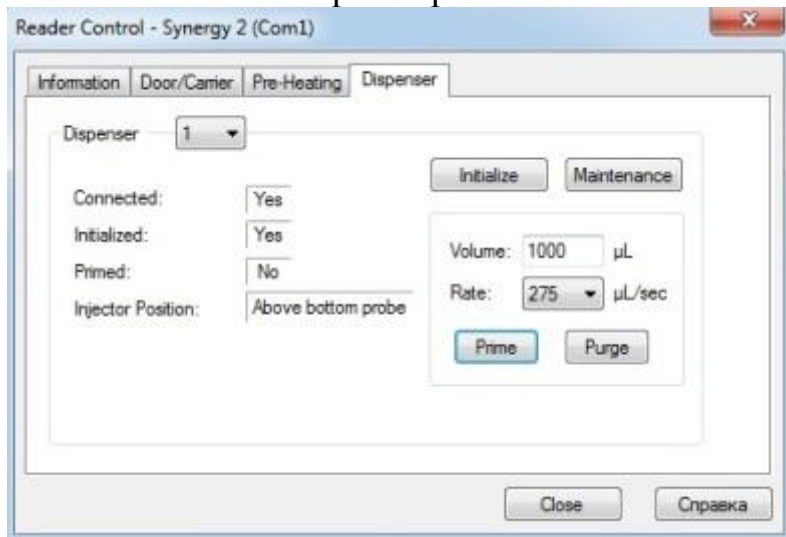 Reader Control - Synergy 2 (Com1)
Information Door/Carrier Pre-Heating Dispenser
Dispenser 1
Initialize Maintenance
Connected: Yes
Initialized: Yes
Volume: 1000 µL
Primed: No
Rate: 275 µL/sec
Injector Position: Above bottom probe
Prime Purge
Close Справка